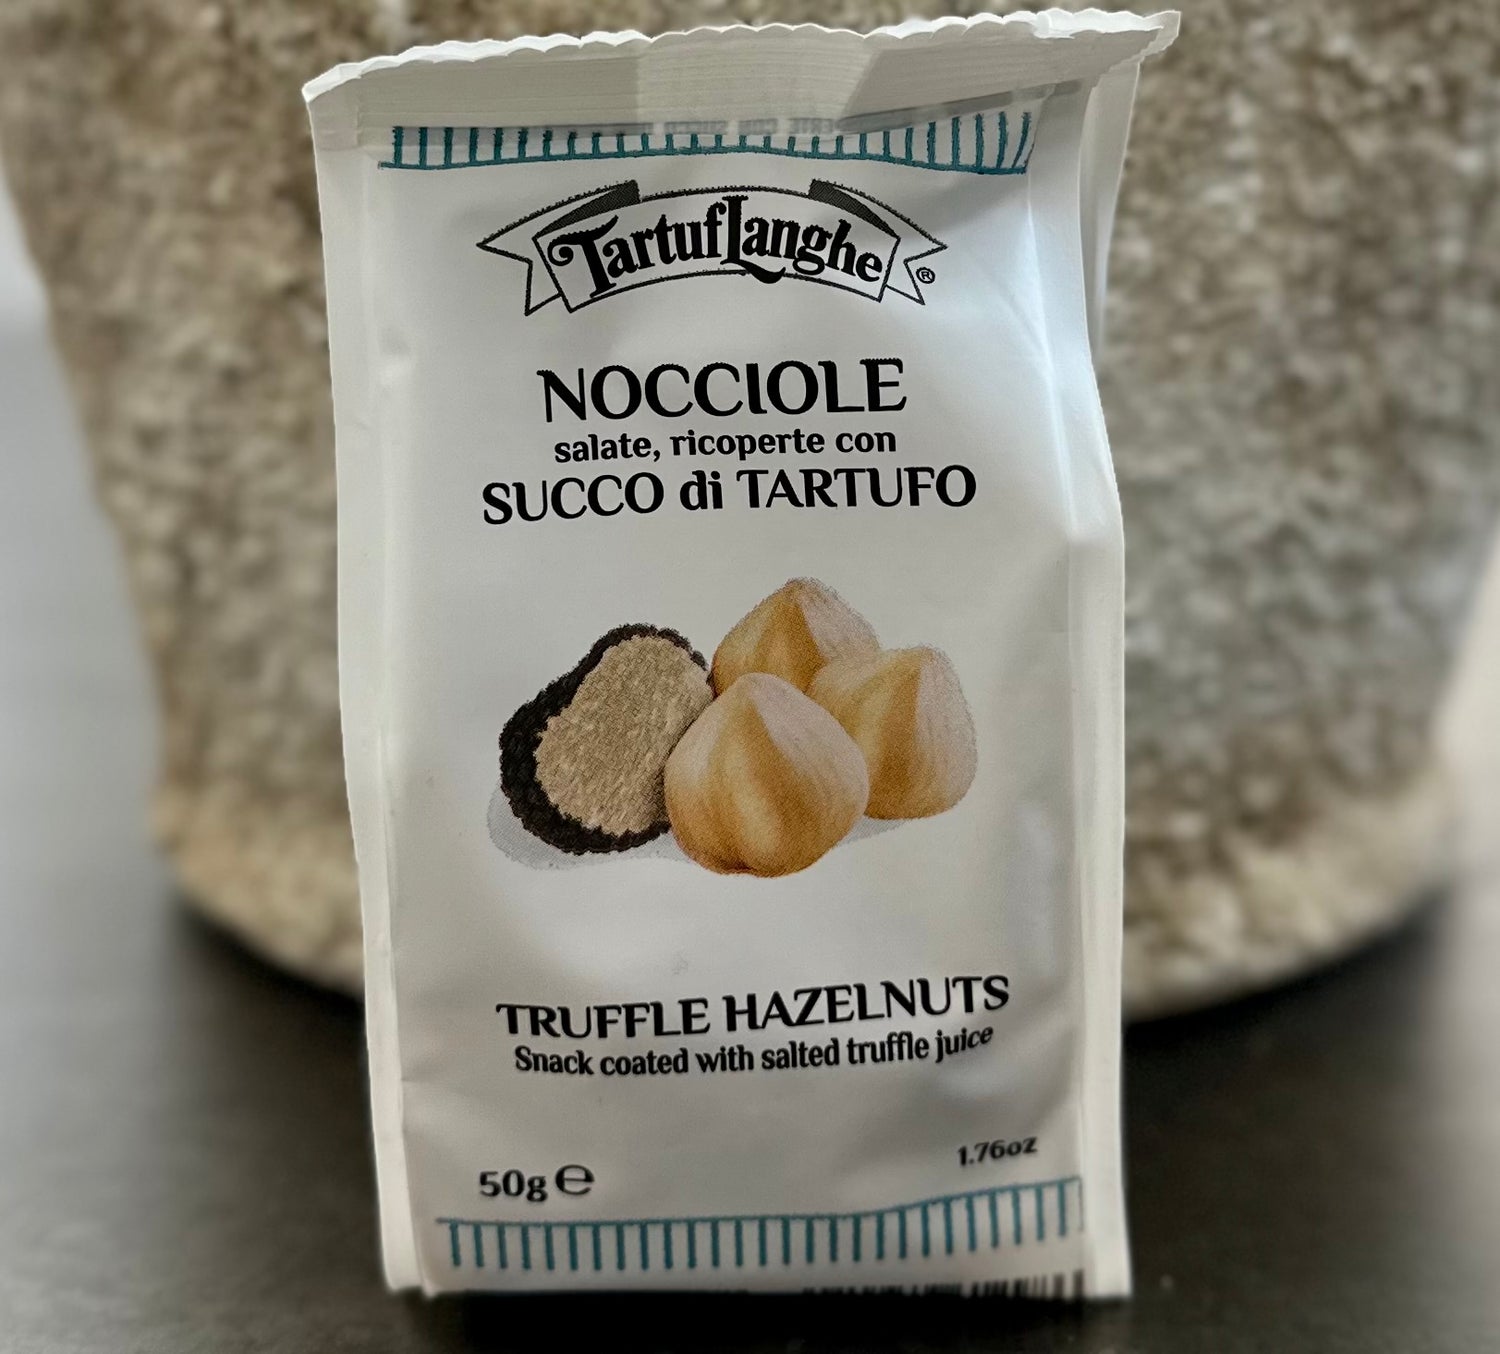 TartufLanghe®
NOCCIOLE
salate, ricoperte con
SUCCO di TARTUFO
TRUFFLE HAZELNUTS
Snack coated with salted truffle juice
50g ℮
1.76oz